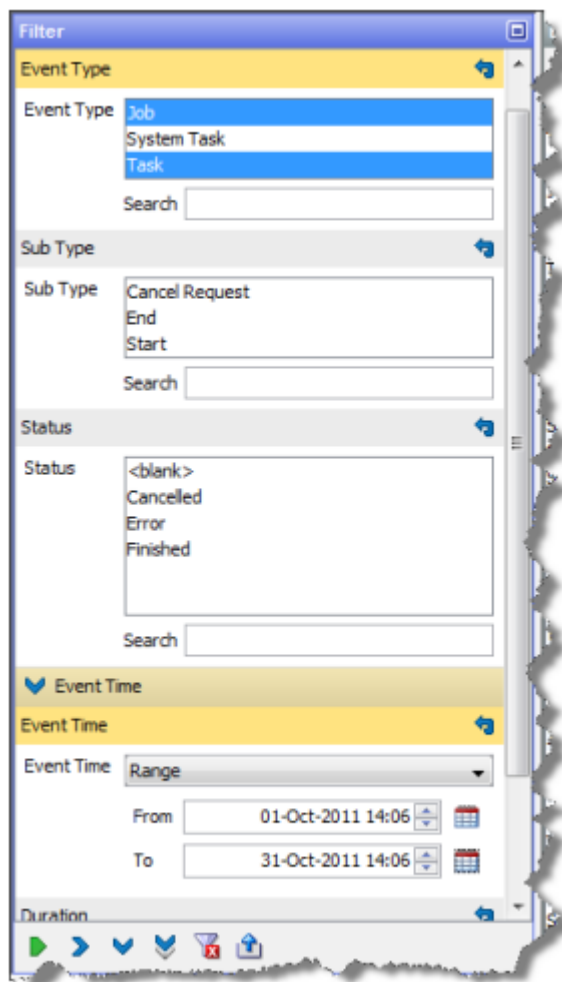 Filter
Event Type
Event Type
Job
System Task
Task
Search
Sub Type
Sub Type
Cancel Request
End
Start
Search
Status
Status
<blank>
Cancelled
Error
Finished
Search
Event Time
Event Time
Event Time
Range
From
01-Oct-2011 14:06
To
31-Oct-2011 14:06
Duration